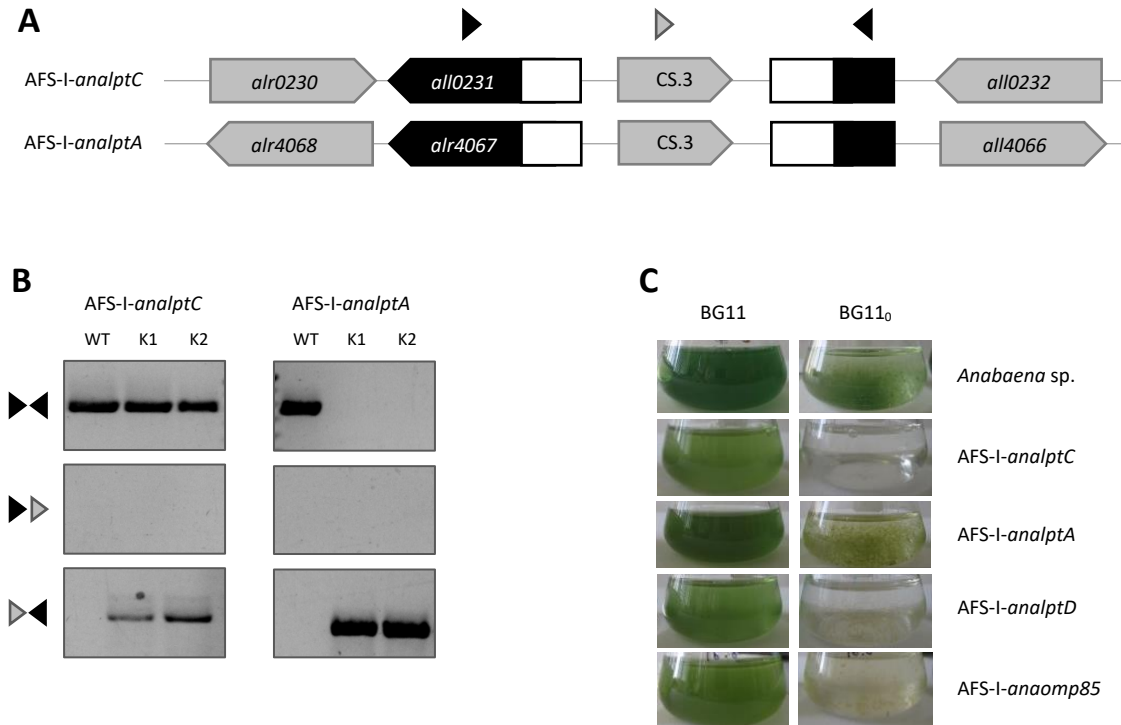 A
AFS-I-analptC
alr0230 all0231 CS.3 all0232
AFS-I-analptA
alr4068 alr4067 CS.3 all4066
B
AFS-I-analptC AFS-I-analptA
WT K1 K2 WT K1 K2
C
BG11 BG11₀
Anabaena sp.
AFS-I-analptC
AFS-I-analptA
AFS-I-analptD
AFS-I-anaomp85